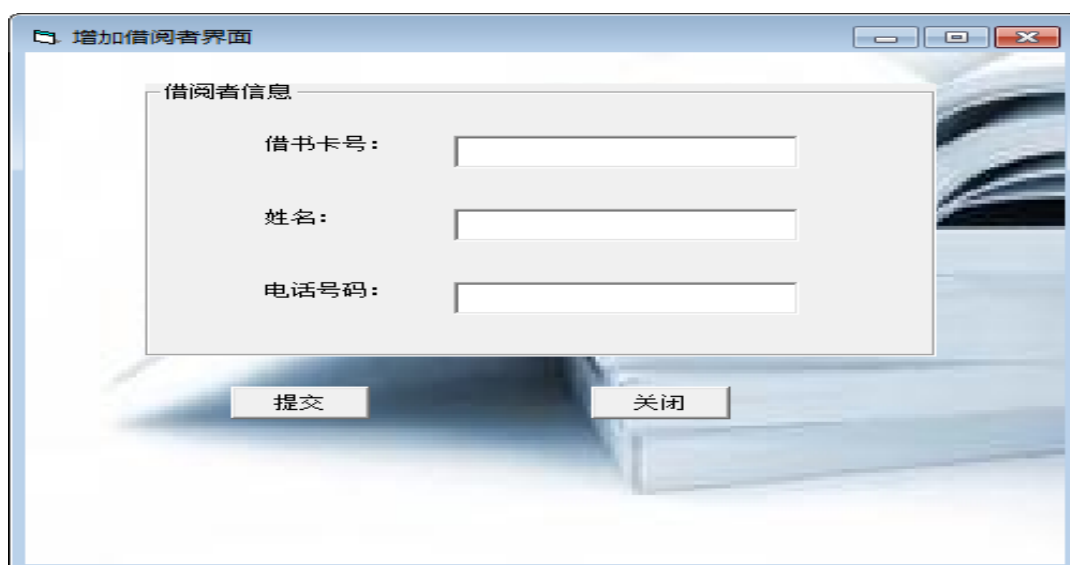 增加借阅者界面
借阅者信息
借书卡号：
姓名：
电话号码：
提交
关闭